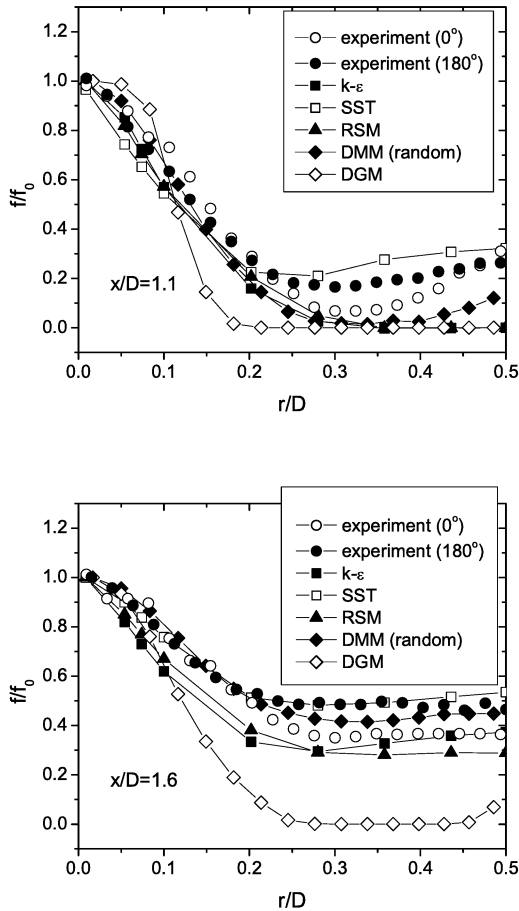 experiment (0°)
experiment (180°)
k-ε
SST
RSM
DMM (random)
DGM
1.2
1.0
0.8
0.6
0.4
0.2
0.0
f/f₀
x/D=1.1
0.0 0.1 0.2 0.3 0.4 0.5
r/D
experiment (0°)
experiment (180°)
k-ε
SST
RSM
DMM (random)
DGM
1.2
1.0
0.8
0.6
0.4
0.2
0.0
f/f₀
x/D=1.6
0.0 0.1 0.2 0.3 0.4 0.5
r/D